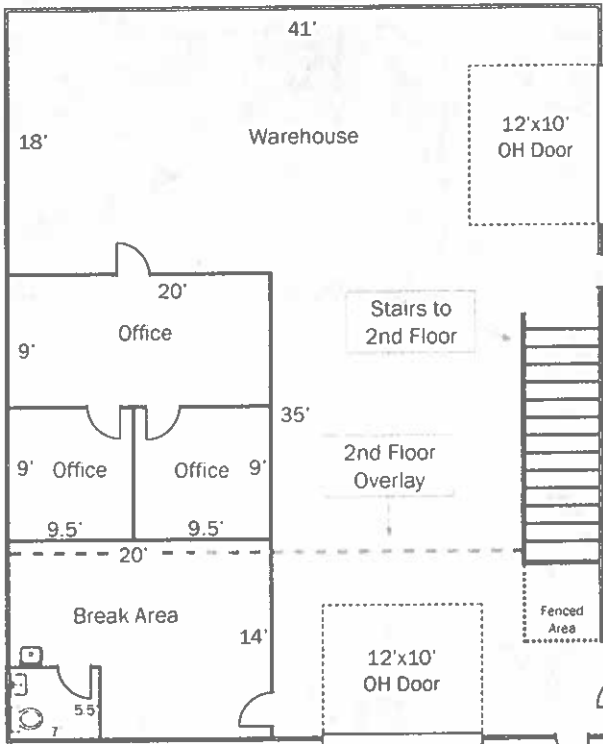 41'
18'
Warehouse
12'x10'
OH Door
20'
Office
9'
Stairs to
2nd Floor
35'
9'
Office
Office
9'
9.5'
9.5'
2nd Floor
Overlay
20'
Break Area
14'
12'x10'
OH Door
Fenced
Area
5.5'
7'